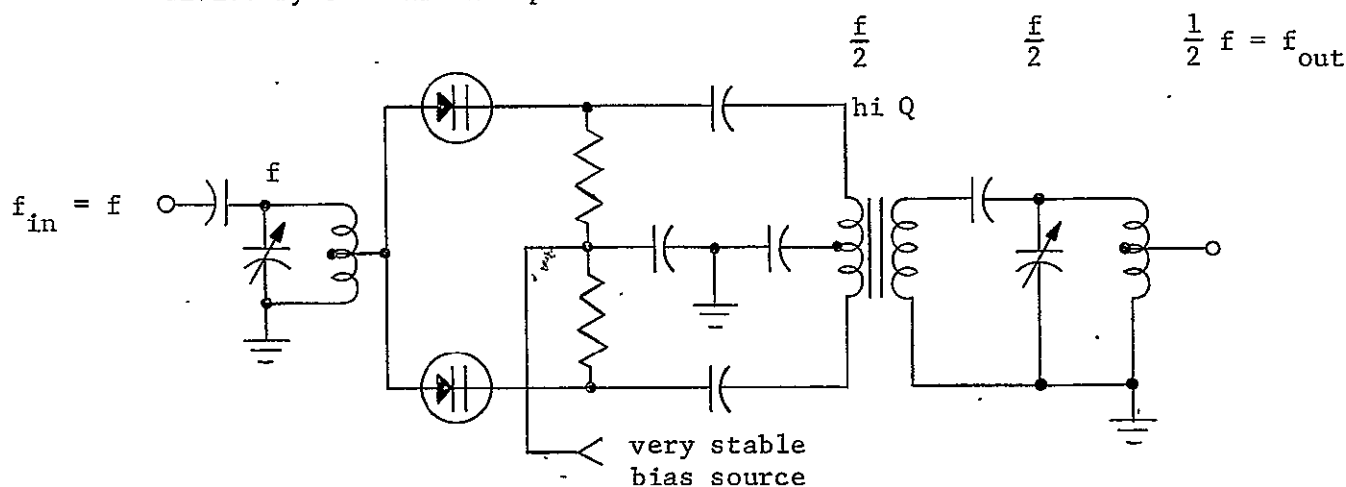 f/2 f/2 1/2 f = f_out
hi Q
f
f_in = f
very stable
bias source